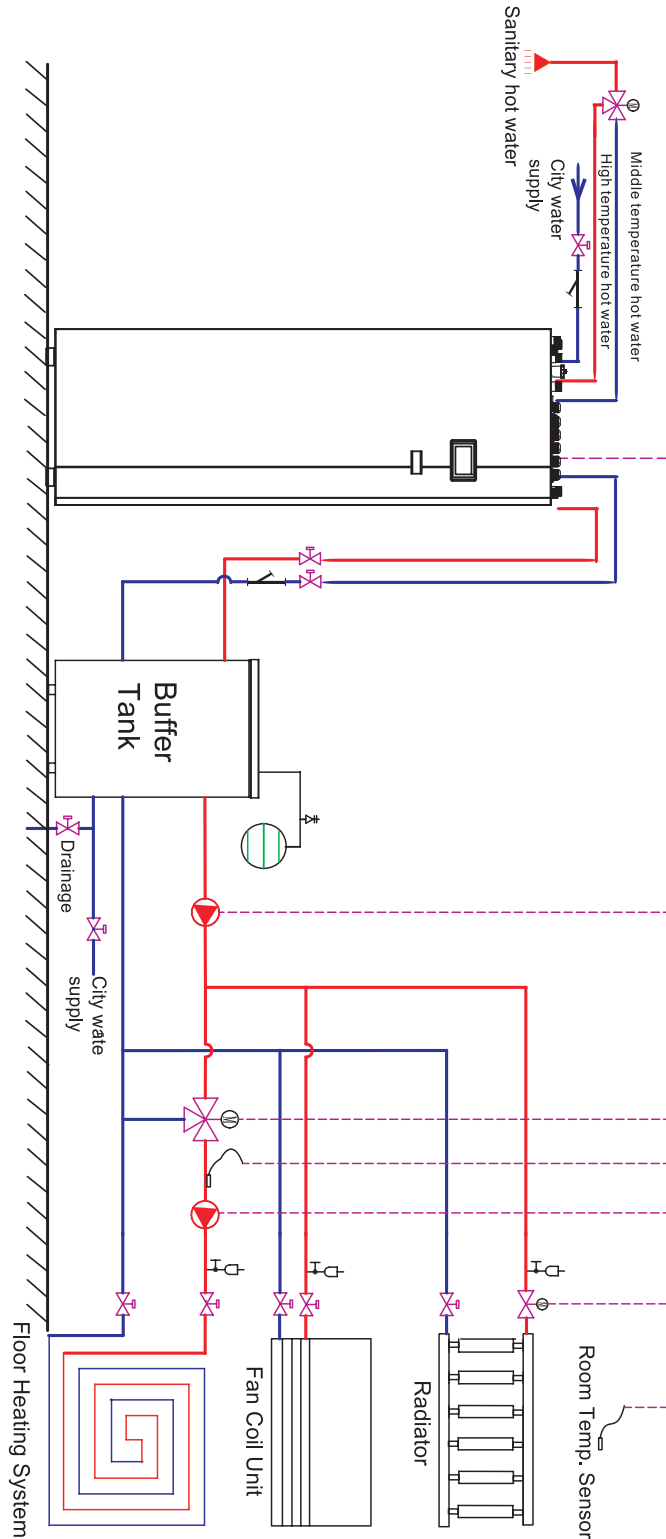 Sanitary hot water
Middle temperature hot water
High temperature hot water
City water
supply
M
Buffer
Tank
Drainage
City wate
supply
M
M
Floor Heating System
Fan Coil Unit
Radiator
Room Temp. Sensor